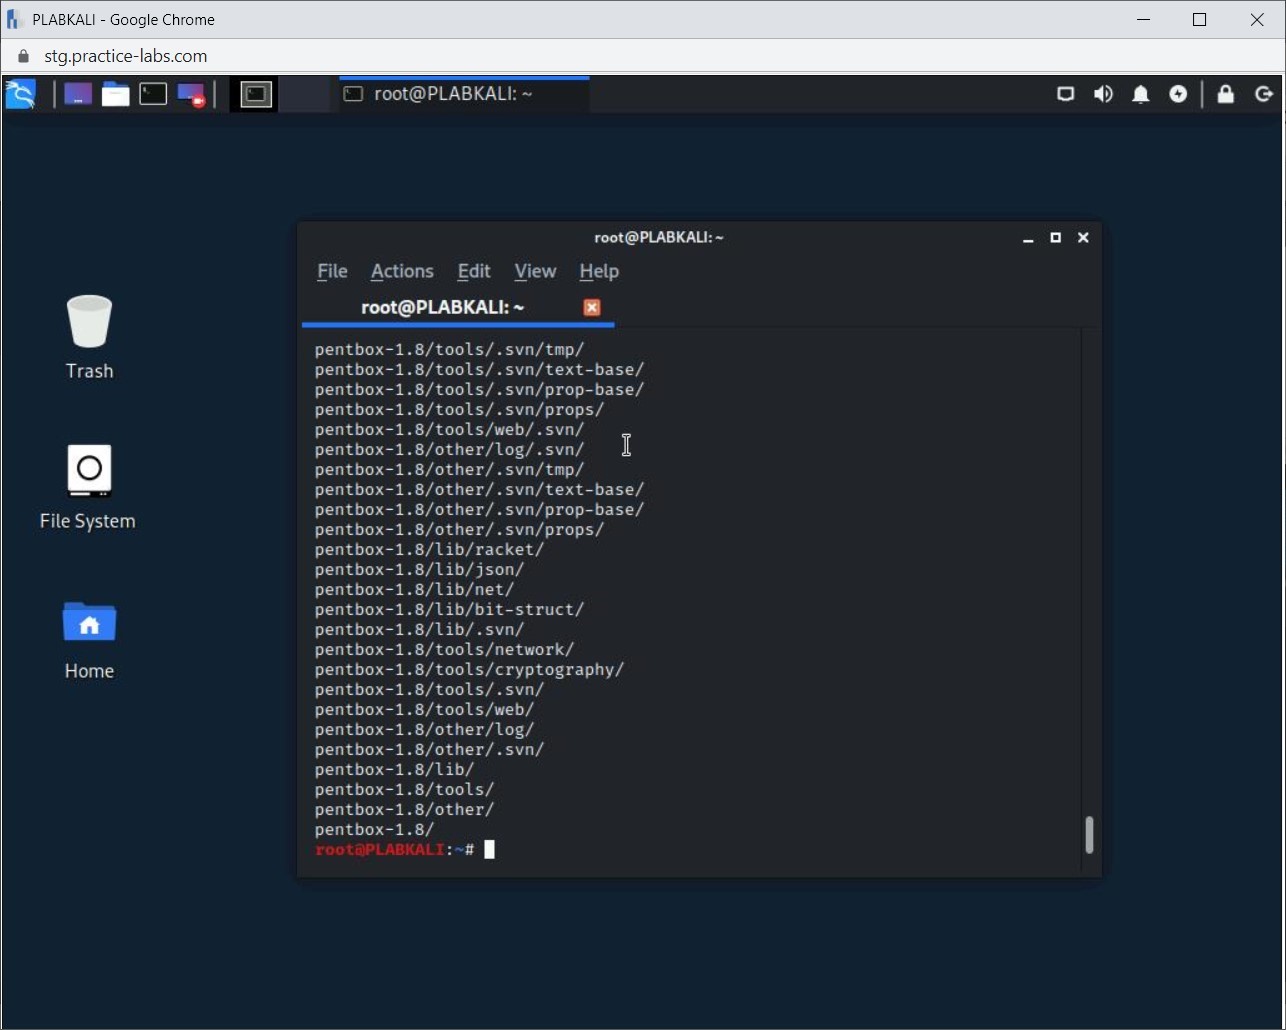 PLABKALI - Google Chrome
stg.practice-labs.com
root@PLABKALI: ~
root@PLABKALI: ~
File Actions Edit View Help
root@PLABKALI: ~
pentbox-1.8/tools/.svn/tmp/
pentbox-1.8/tools/.svn/text-base/
pentbox-1.8/tools/.svn/prop-base/
pentbox-1.8/tools/.svn/props/
pentbox-1.8/tools/web/.svn/
pentbox-1.8/other/log/.svn/
pentbox-1.8/other/.svn/tmp/
pentbox-1.8/other/.svn/text-base/
pentbox-1.8/other/.svn/prop-base/
pentbox-1.8/other/.svn/props/
pentbox-1.8/lib/racket/
pentbox-1.8/lib/json/
pentbox-1.8/lib/net/
pentbox-1.8/lib/bit-struct/
pentbox-1.8/lib/.svn/
pentbox-1.8/tools/network/
pentbox-1.8/tools/cryptography/
pentbox-1.8/tools/.svn/
pentbox-1.8/tools/web/
pentbox-1.8/other/log/
pentbox-1.8/other/.svn/
pentbox-1.8/lib/
pentbox-1.8/tools/
pentbox-1.8/other/
pentbox-1.8/
root@PLABKALI:~#
Trash
File System
Home